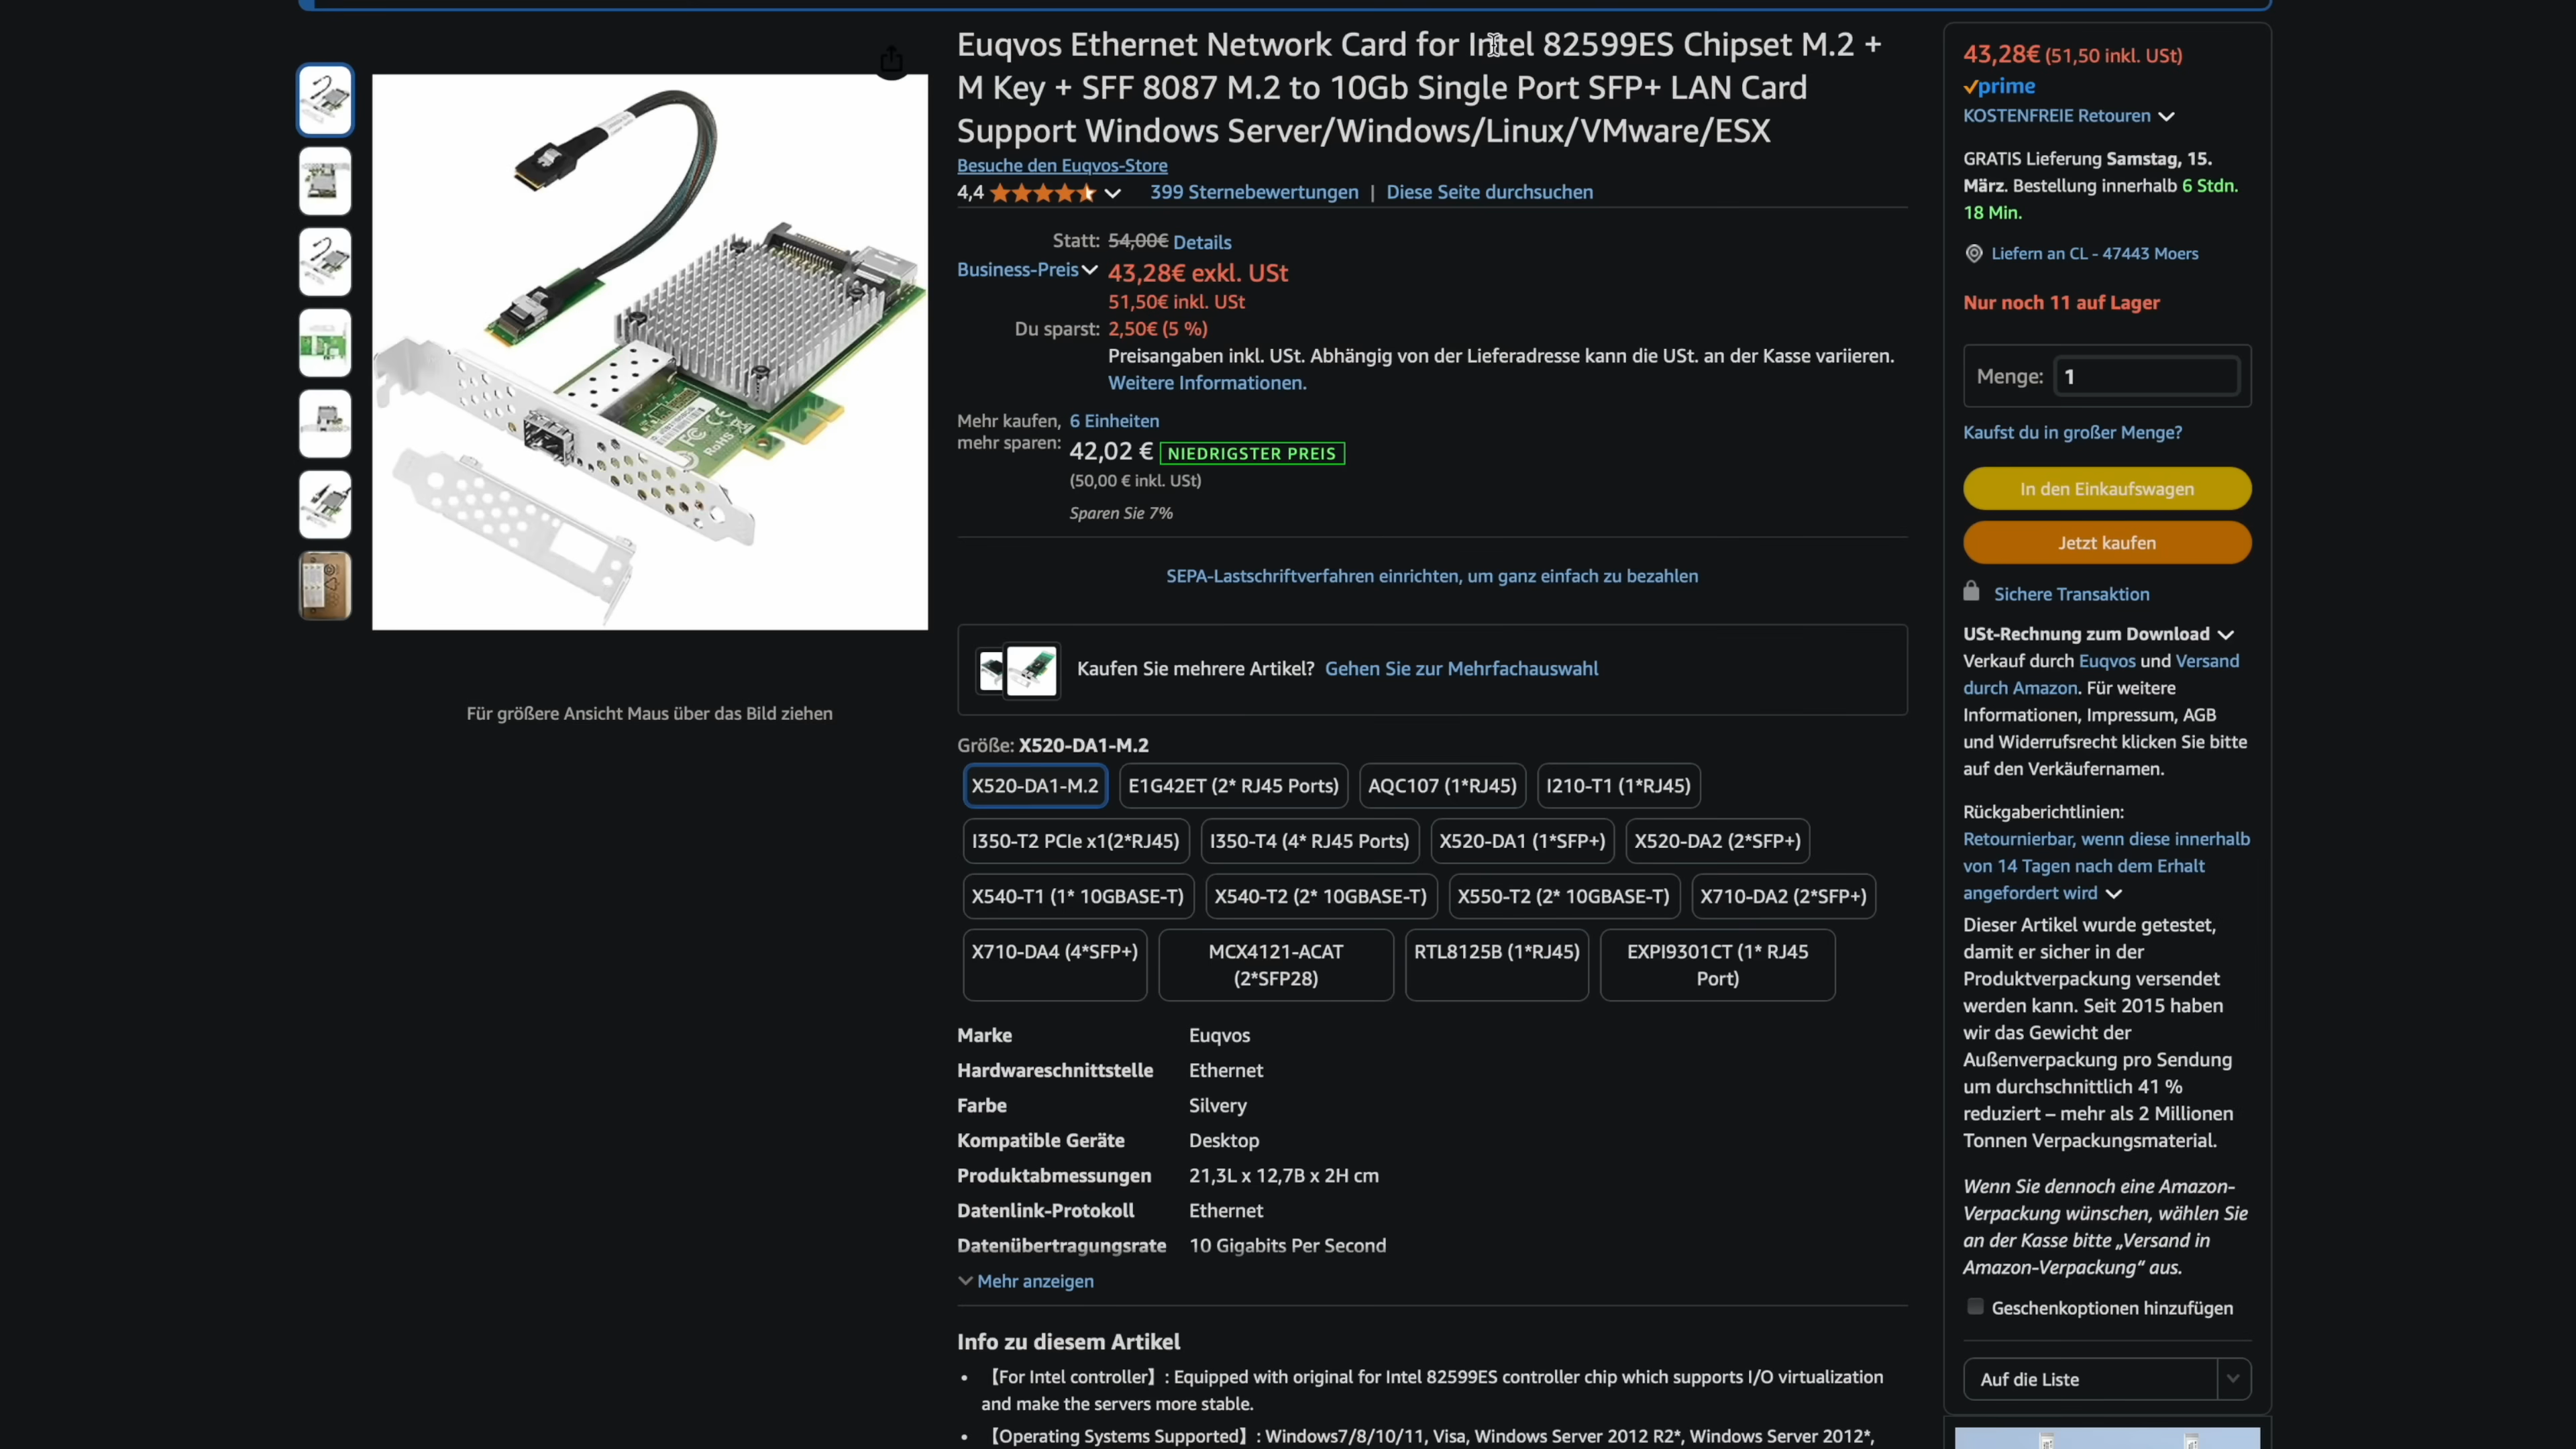 Euqvos Ethernet Network Card for Intel 82599ES Chipset M.2 +
M Key + SFF 8087 M.2 to 10Gb Single Port SFP+ LAN Card
Support Windows Server/Windows/Linux/VMware/ESX
Besuche den Euqvos-Store
4,4
399 Sternebewertungen | Diese Seite durchsuchen
Statt: 54,00€ Details
Business-Preis 43,28€ exkl. USt
51,50€ inkl. USt
Du sparst: 2,50€ (5 %)
Preisangaben inkl. USt. Abhängig von der Lieferadresse kann die USt. an der Kasse variieren.
Weitere Informationen.
Mehr kaufen, 6 Einheiten
mehr sparen: 42,02 € NIEDRIGSTER PREIS
(50,00 € inkl. USt)
Sparen Sie 7%
SEPA-Lastschriftverfahren einrichten, um ganz einfach zu bezahlen
Kaufen Sie mehrere Artikel? Gehen Sie zur Mehrfachauswahl
FC CE
RoHS
Für größere Ansicht Maus über das Bild ziehen
Größe: X520-DA1-M.2
X520-DA1-M.2 E1G42ET (2* RJ45 Ports) AQC107 (1*RJ45) I210-T1 (1*RJ45)
I350-T2 PCIe x1(2*RJ45) I350-T4 (4* RJ45 Ports) X520-DA1 (1*SFP+) X520-DA2 (2*SFP+)
X540-T1 (1* 10GBASE-T) X540-T2 (2* 10GBASE-T) X550-T2 (2* 10GBASE-T) X710-DA2 (2*SFP+)
X710-DA4 (4*SFP+) MCX4121-ACAT RTL8125B (1*RJ45) EXPI9301CT (1* RJ45
(2*SFP28) Port)
Marke Euqvos
Hardwareschnittstelle Ethernet
Farbe Silvery
Kompatible Geräte Desktop
Produktabmessungen 21,3L x 12,7B x 2H cm
Datenlink-Protokoll Ethernet
Datenübertragungsrate 10 Gigabits Per Second
Mehr anzeigen
Info zu diesem Artikel
• 【For Intel controller】: Equipped with original for Intel 82599ES controller chip which supports I/O virtualization
and make the servers more stable.
• 【Operating Systems Supported】: Windows7/8/10/11, Visa, Windows Server 2012 R2*, Windows Server 2012*,
43,28€ (51,50 inkl. USt)
prime
KOSTENFREIE Retouren
GRATIS Lieferung Samstag, 15.
März. Bestellung innerhalb 6 Stdn.
18 Min.
Liefern an CL - 47443 Moers
Nur noch 11 auf Lager
Menge: 1
Kaufst du in großer Menge?
In den Einkaufswagen
Jetzt kaufen
Sichere Transaktion
USt-Rechnung zum Download
Verkauf durch Euqvos und Versand
durch Amazon. Für weitere
Informationen, Impressum, AGB
und Widerrufsrecht klicken Sie bitte
auf den Verkäufernamen.
Rückgaberichtlinien:
Retournierbar, wenn diese innerhalb
von 14 Tagen nach dem Erhalt
angefordert wird
Dieser Artikel wurde getestet,
damit er sicher in der
Produktverpackung versendet
werden kann. Seit 2015 haben
wir das Gewicht der
Außenverpackung pro Sendung
um durchschnittlich 41 %
reduziert – mehr als 2 Millionen
Tonnen Verpackungsmaterial.
Wenn Sie dennoch eine Amazon-
Verpackung wünschen, wählen Sie
an der Kasse bitte „Versand in
Amazon-Verpackung“ aus.
Geschenkoptionen hinzufügen
Auf die Liste